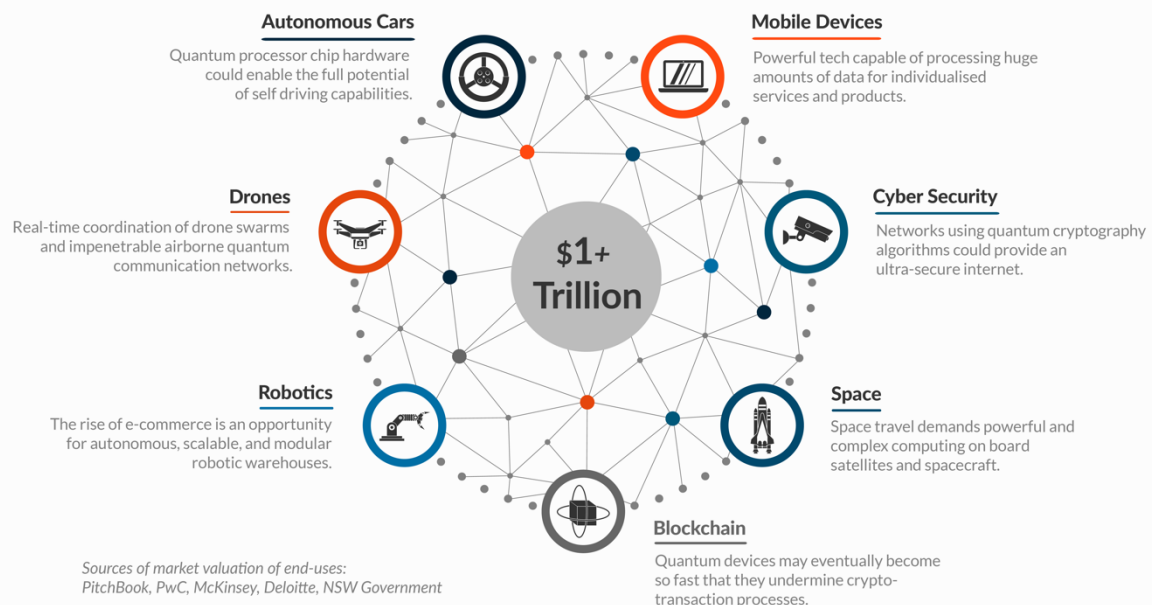 Autonomous Cars
Quantum processor chip hardware
could enable the full potential
of self driving capabilities.
Mobile Devices
Powerful tech capable of processing huge
amounts of data for individualised
services and products.
Drones
Real-time coordination of drone swarms
and impenetrable airborne quantum
communication networks.
Cyber Security
Networks using quantum cryptography
algorithms could provide an
ultra-secure internet.
$1+
Trillion
Robotics
The rise of e-commerce is an opportunity
for autonomous, scalable, and modular
robotic warehouses.
Space
Space travel demands powerful and
complex computing on board
satellites and spacecraft.
Blockchain
Quantum devices may eventually become
so fast that they undermine crypto-
transaction processes.
Sources of market valuation of end-uses:
PitchBook, PwC, McKinsey, Deloitte, NSW Government